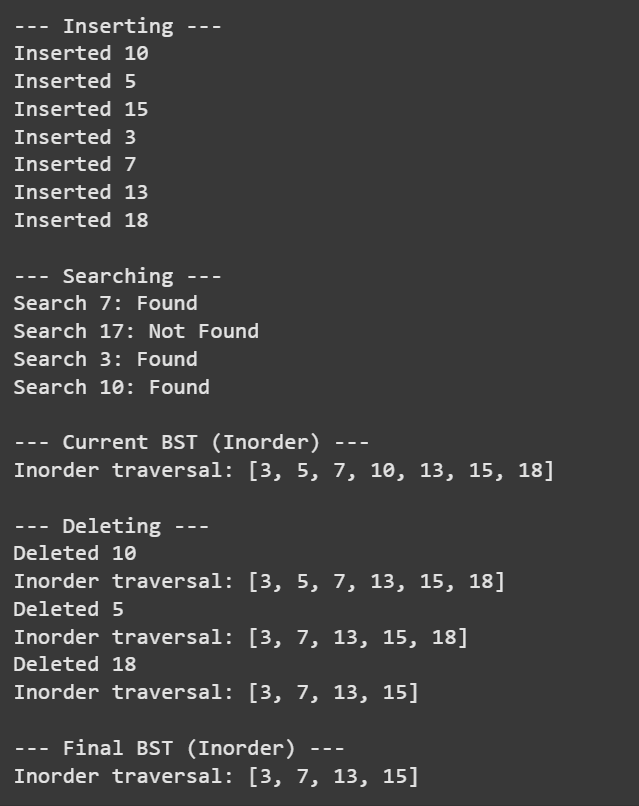 --- Inserting ---
Inserted 10
Inserted 5
Inserted 15
Inserted 3
Inserted 7
Inserted 13
Inserted 18
--- Searching ---
Search 7: Found
Search 17: Not Found
Search 3: Found
Search 10: Found
--- Current BST (Inorder) ---
Inorder traversal: [3, 5, 7, 10, 13, 15, 18]
--- Deleting ---
Deleted 10
Inorder traversal: [3, 5, 7, 13, 15, 18]
Deleted 5
Inorder traversal: [3, 7, 13, 15, 18]
Deleted 18
Inorder traversal: [3, 7, 13, 15]
--- Final BST (Inorder) ---
Inorder traversal: [3, 7, 13, 15]